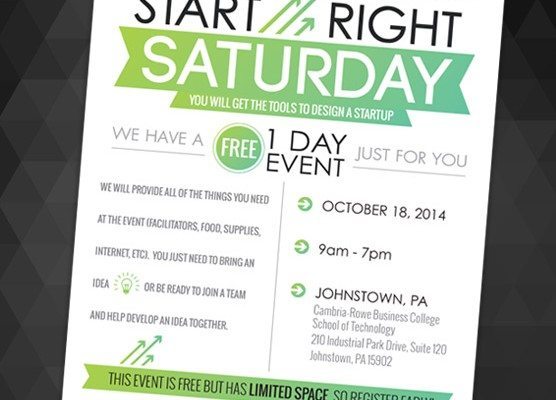 START RIGHT
SATURDAY
YOU WILL GET THE TOOLS TO DESIGN A STARTUP
WE HAVE A FREE 1 DAY EVENT JUST FOR YOU
WE WILL PROVIDE ALL OF THE THINGS YOU NEED
AT THE EVENT (FACILITATORS, FOOD, SUPPLIES,
INTERNET, ETC). YOU JUST NEED TO BRING AN
IDEA OR BE READY TO JOIN A TEAM
AND HELP DEVELOP AN IDEA TOGETHER.
OCTOBER 18, 2014
9am - 7pm
JOHNSTOWN, PA
Cambria-Rowe Business College
School of Technology
210 Industrial Park Drive, Suite 120
Johnstown, PA 15902
THIS EVENT IS FREE BUT HAS LIMITED SPACE, SO REGISTER EARLY!